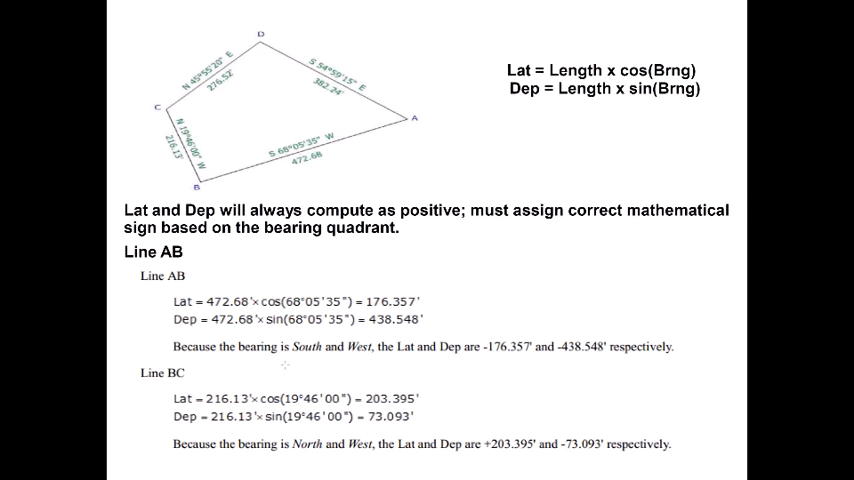 D
N 45°55'20" E
276.52'
S 54°59'15" E
382.24'
Lat = Length x cos(Brng)
Dep = Length x sin(Brng)
C
A
N 19°46'00" W
216.13'
S 68°05'35" W
472.68
B
Lat and Dep will always compute as positive; must assign correct mathematical
sign based on the bearing quadrant.
Line AB
Line AB
Lat = 472.68'×cos(68°05'35") = 176.357'
Dep = 472.68'×sin(68°05'35") = 438.548'
Because the bearing is South and West, the Lat and Dep are -176.357' and -438.548' respectively.
Line BC
Lat = 216.13'×cos(19°46'00") = 203.395'
Dep = 216.13'×sin(19°46'00") = 73.093'
Because the bearing is North and West, the Lat and Dep are +203.395' and -73.093' respectively.